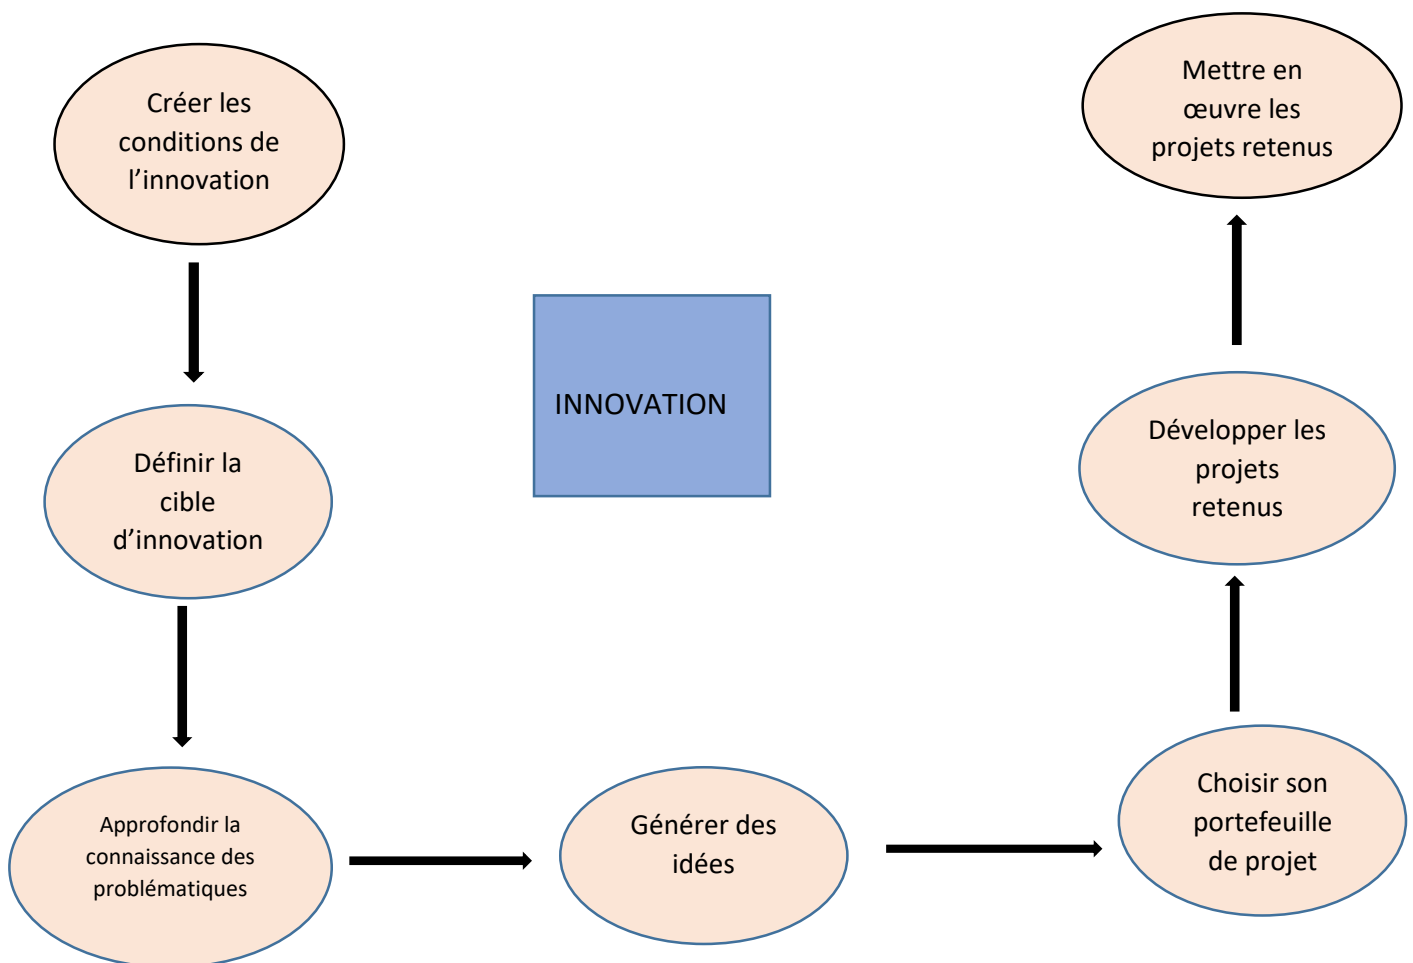 Créer les
conditions de
l’innovation
Définir la
cible
d’innovation
Approfondir la
connaissance des
problématiques
Générer des
idées
Choisir son
portefeuille
de projet
Développer les
projets
retenus
Mettre en
œuvre les
projets retenus
INNOVATION